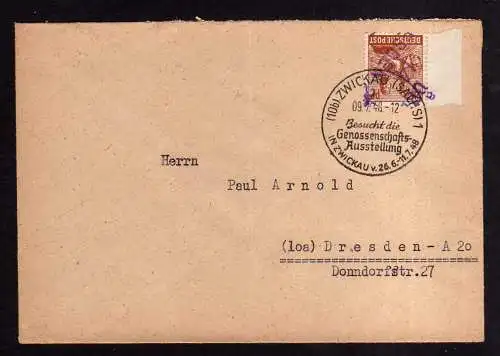 DEUTSCHE POST
(10b) ZWICKAU (SACHS) 1
09.7.48.-12
Besucht die
Genossenschafts-
Ausstellung
IN ZWICKAU v. 26.6.-11.7.48
Herrn
Paul Arnold
(loa) Dresden-A 20
Donndorfstr.27